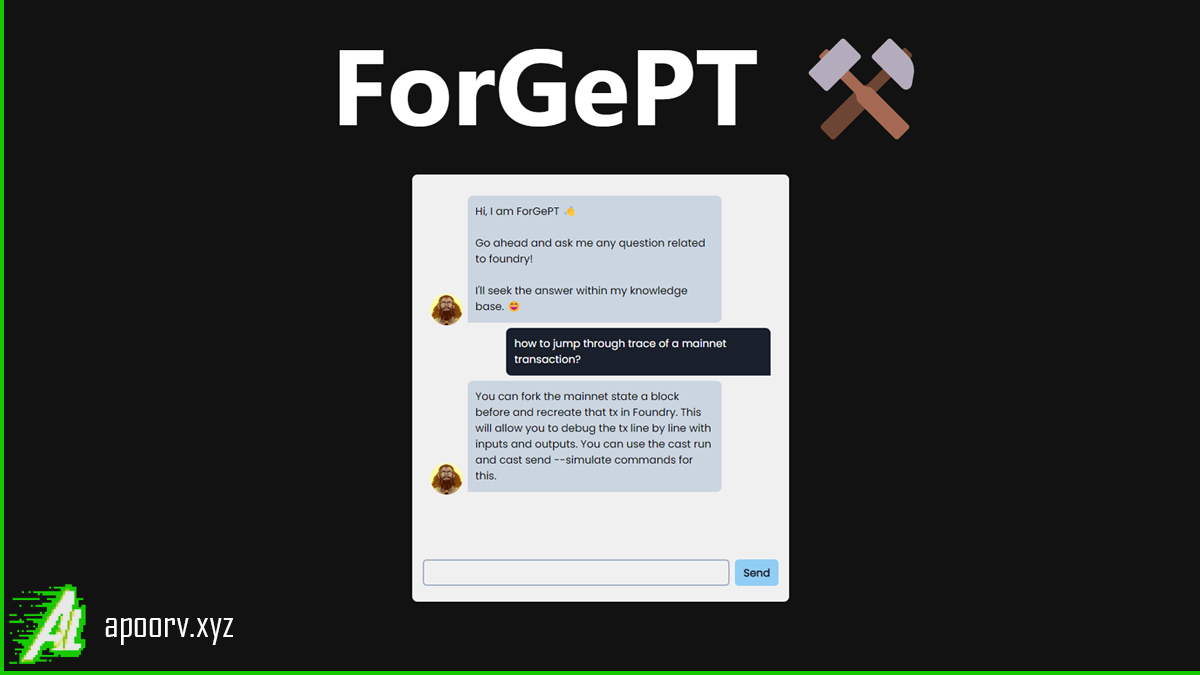 ForGePT
Hi, I am ForGePT 👋
Go ahead and ask me any question related
to foundry!
I'll seek the answer within my knowledge
base. 😄
how to jump through trace of a mainnet
transaction?
You can fork the mainnet state a block
before and recreate that tx in Foundry. This
will allow you to debug the tx line by line with
inputs and outputs. You can use the cast run
and cast send --simulate commands for
this.
Send
AL
apoorv.xyz